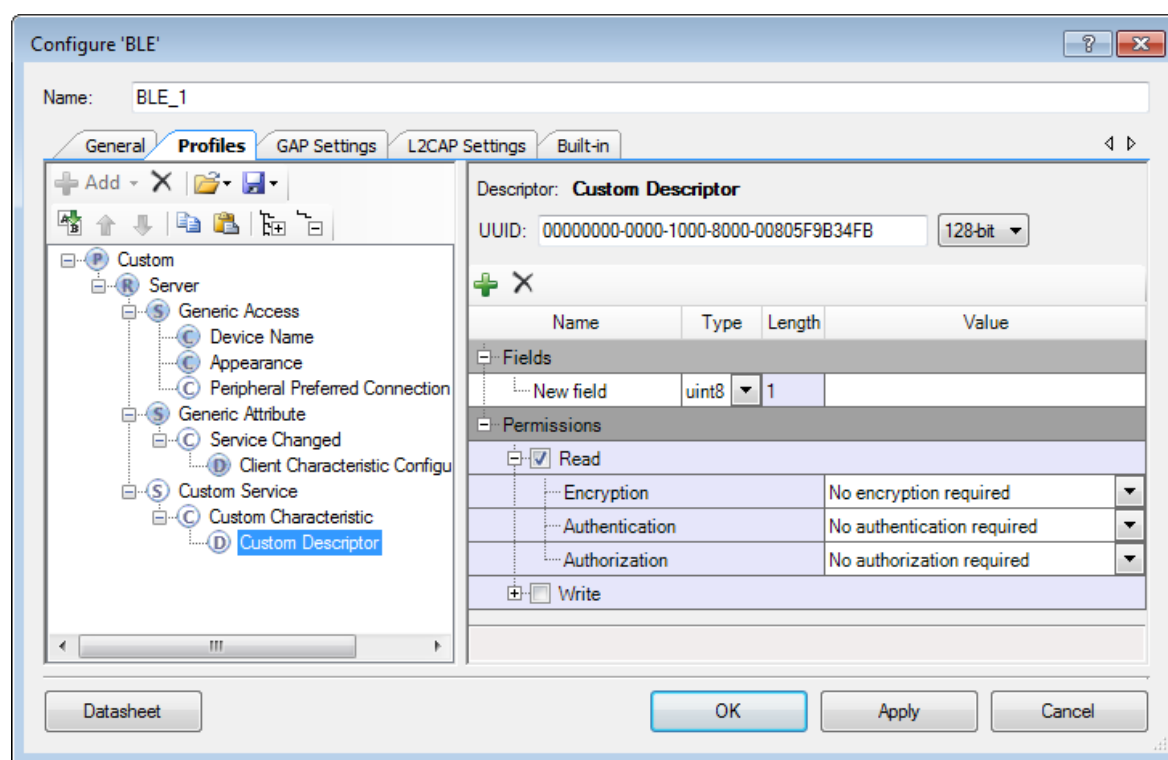 Configure 'BLE'
Name: BLE_1
General Profiles GAP Settings L2CAP Settings Built-in
Add
Descriptor: Custom Descriptor
UUID: 00000000-0000-1000-8000-00805F9B34FB 128-bit
P Custom
R Server
S Generic Access
C Device Name
C Appearance
C Peripheral Preferred Connection
S Generic Attribute
C Service Changed
D Client Characteristic Configu
S Custom Service
C Custom Characteristic
D Custom Descriptor
Name Type Length Value
Fields
New field uint8 1
Permissions
Read
Encryption No encryption required
Authentication No authentication required
Authorization No authorization required
Write
Datasheet OK Apply Cancel